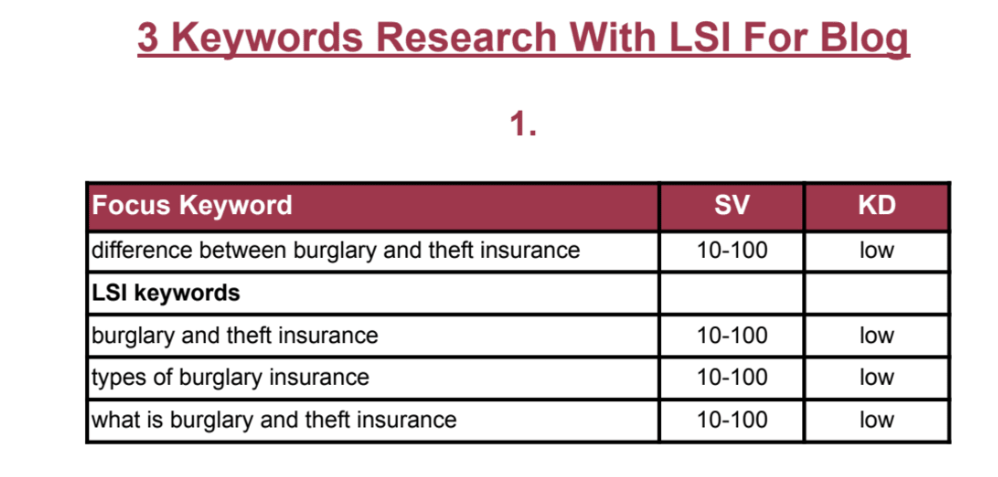 3 Keywords Research With LSI For Blog
1.
Focus Keyword SV KD
difference between burglary and theft insurance 10-100 low
LSI keywords
burglary and theft insurance 10-100 low
types of burglary insurance 10-100 low
what is burglary and theft insurance 10-100 low